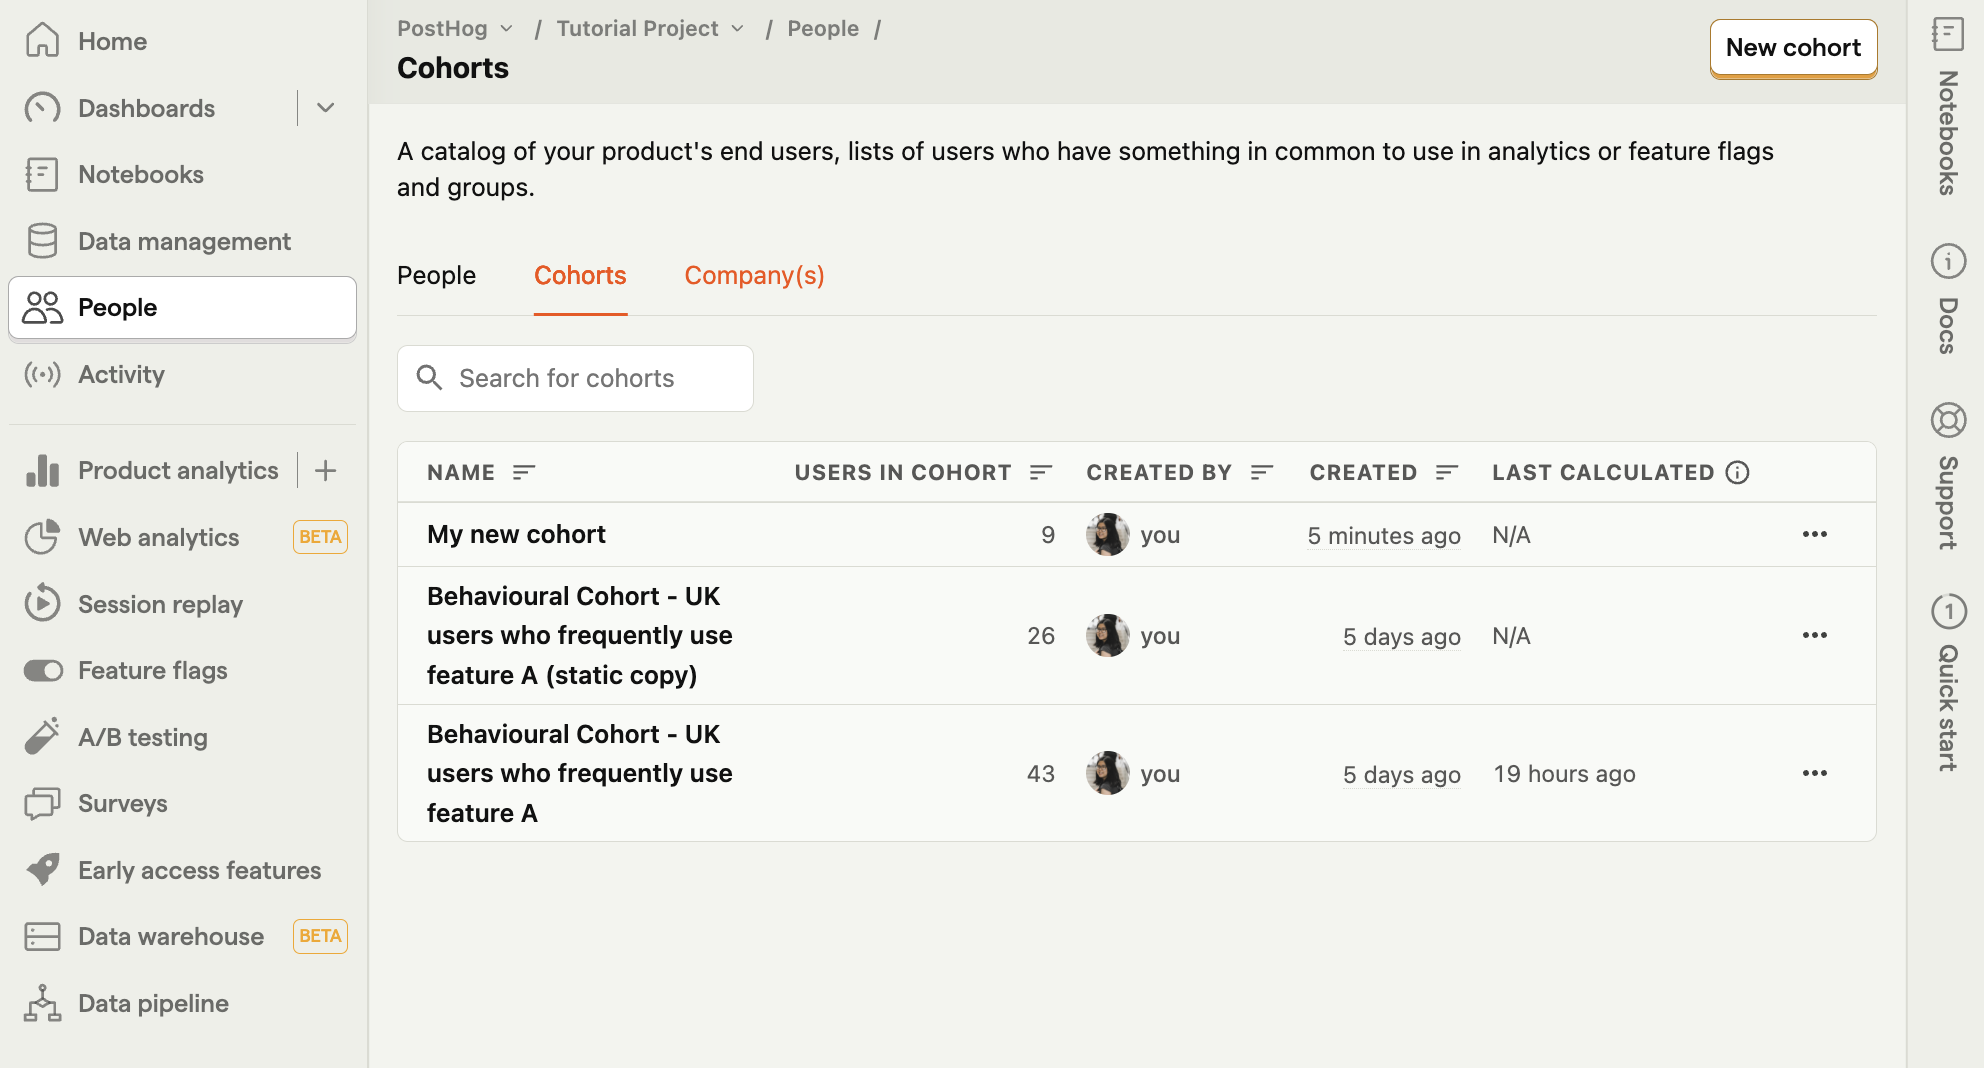 Home
Dashboards
Notebooks
Data management
People
Activity
Product analytics
Web analytics BETA
Session replay
Feature flags
A/B testing
Surveys
Early access features
Data warehouse BETA
Data pipeline
PostHog / Tutorial Project / People /
Cohorts
New cohort
A catalog of your product's end users, lists of users who have something in common to use in analytics or feature flags
and groups.
People Cohorts Company(s)
Search for cohorts
NAME USERS IN COHORT CREATED BY CREATED LAST CALCULATED
My new cohort 9 you 5 minutes ago N/A
Behavioural Cohort - UK
users who frequently use 26 you 5 days ago N/A
feature A (static copy)
Behavioural Cohort - UK
users who frequently use 43 you 5 days ago 19 hours ago
feature A
Notebooks
Docs
Support
1 Quick start